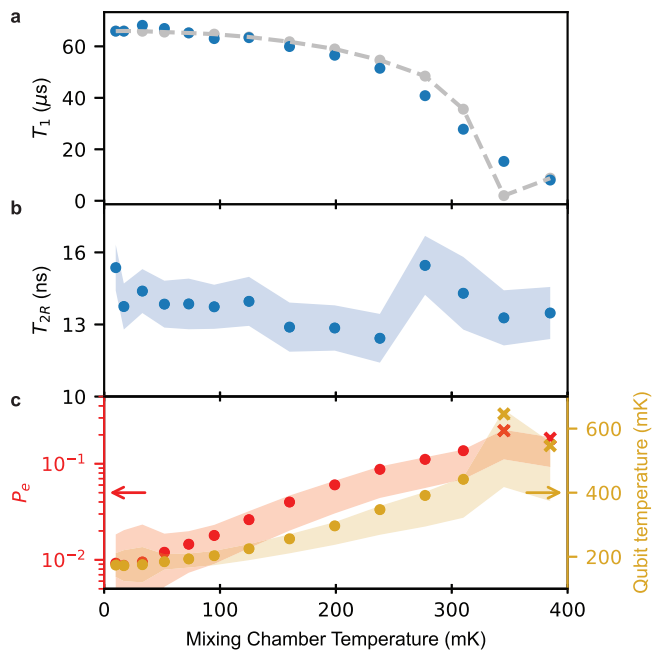 a
60
40
20
0
T₁ (μs)
b
16
13
10
T₂R (ns)
c
10⁻¹
10⁻²
Pₑ
600
400
200
Qubit temperature (mK)
0 100 200 300 400
Mixing Chamber Temperature (mK)